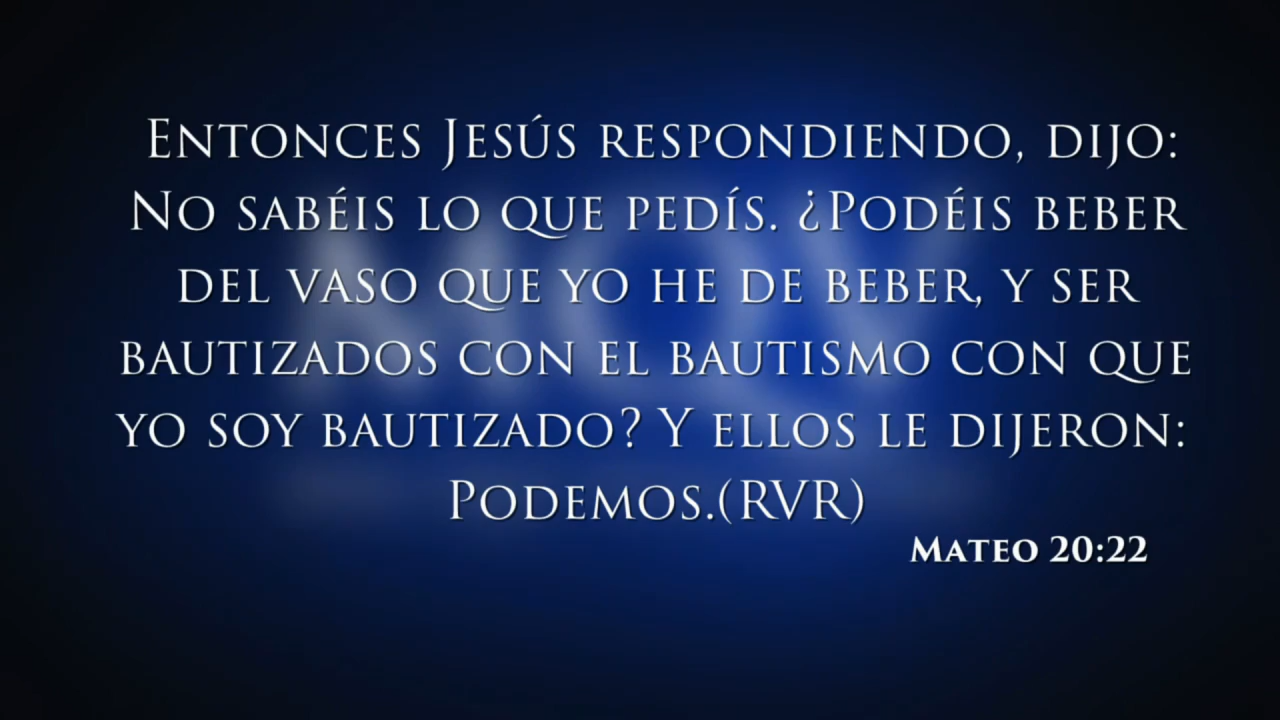 Entonces Jesús respondiendo, dijo:
No sabéis lo que pedís. ¿Podéis beber
del vaso que yo he de beber, y ser
bautizados con el bautismo con que
yo soy bautizado? Y ellos le dijeron:
Podemos.(RVR)
Mateo 20:22